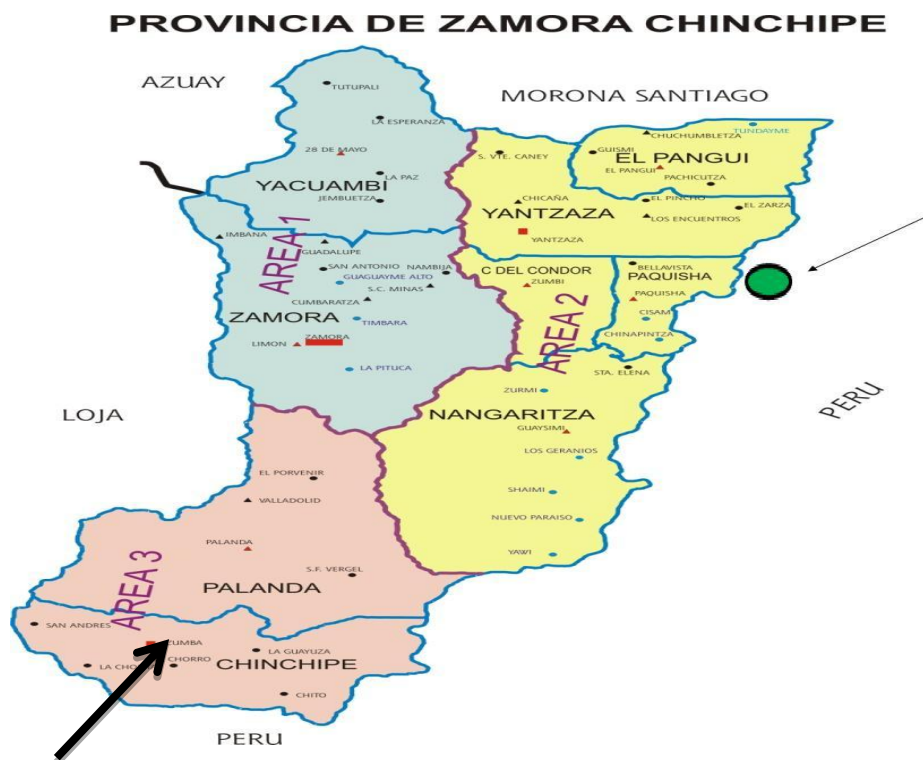 PROVINCIA DE ZAMORA CHINCHIPE
AZUAY
MORONA SANTIAGO
TUTUPALI
LA ESPERANZA
28 DE MAYO
LA PAZ
YACUAMBI
JEMBUETZA
CHUCHUMBLETZA
TUNDAYME
GUISMI
EL PANGUI
EL PANGUI
PACHICUTZA
S. VTE. CANEY
CHICAÑA
EL PINCHO
EL ZARZA
YANTZAZA
LOS ENCUENTROS
YANTZAZA
IMBANA
AREA 1
GUADALUPE
SAN ANTONIO
NAMBIJA
GUAGUAYME ALTO
S.C. MINAS
CUMBARATZA
ZAMORA
TIMBARA
ZAMORA
LIMON
LA PITUCA
C DEL CONDOR
ZUMBI
AREA 2
BELLAVISTA
PAQUISHA
PAQUISHA
CISAM
CHINAPINTZA
STA. ELENA
ZURMI
NANGARITZA
GUAYSIMI
LOS GERANIOS
SHAIMI
NUEVO PARAISO
YAWI
LOJA
PERU
EL PORVENIR
VALLADOLID
PALANDA
S.F. VERGEL
PALANDA
AREA 3
SAN ANDRES
ZUMBA
LA GUAYUZA
CHORRO
LA
CHINCHIPE
CHITO
PERU